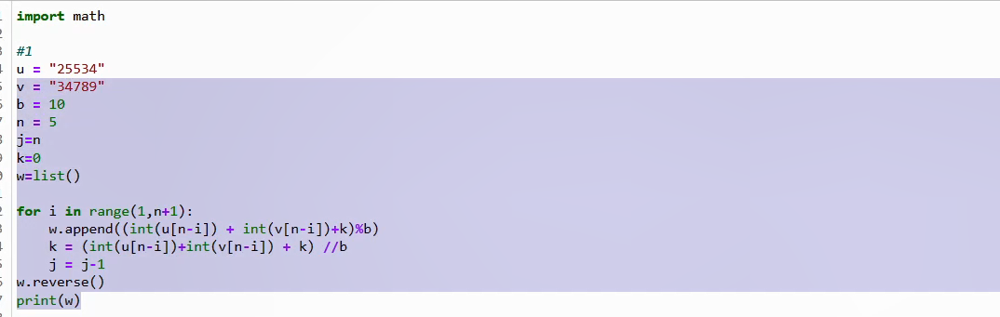 import math
#1
u = "25534"
v = "34789"
b = 10
n = 5
j=n
k=0
w=list()
for i in range(1,n+1):
    w.append((int(u[n-i]) + int(v[n-i])+k)%b)
    k = (int(u[n-i])+int(v[n-i]) + k) //b
    j = j-1
w.reverse()
print(w)